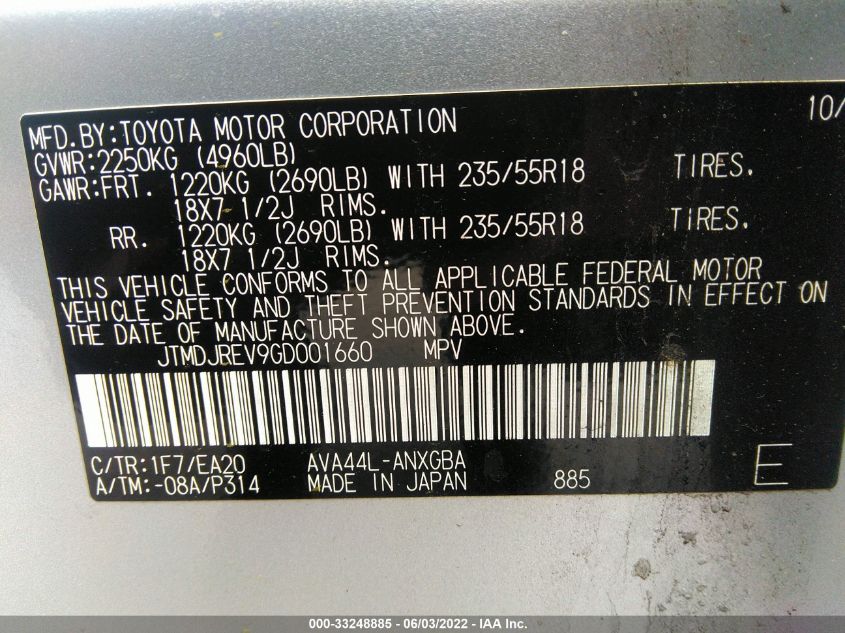 10/
MFD.BY:TOYOTA MOTOR CORPORATION
GVWR:2250KG (4960LB)
GAWR:FRT. 1220KG (2690LB) WITH 235/55R18 TIRES.
18X7 1/2J RIMS.
RR. 1220KG (2690LB) WITH 235/55R18 TIRES.
18X7 1/2J RIMS.
THIS VEHICLE CONFORMS TO ALL APPLICABLE FEDERAL MOTOR
VEHICLE SAFETY AND THEFT PREVENTION STANDARDS IN EFFECT ON
THE DATE OF MANUFACTURE SHOWN ABOVE.
JTMDJREV9GD001660 MPV
C/TR:1F7/EA20 AVA44L-ANXGBA
A/TM:-08A/P314 MADE IN JAPAN 885 E
000-33248885 - 06/03/2022 - IAA Inc.